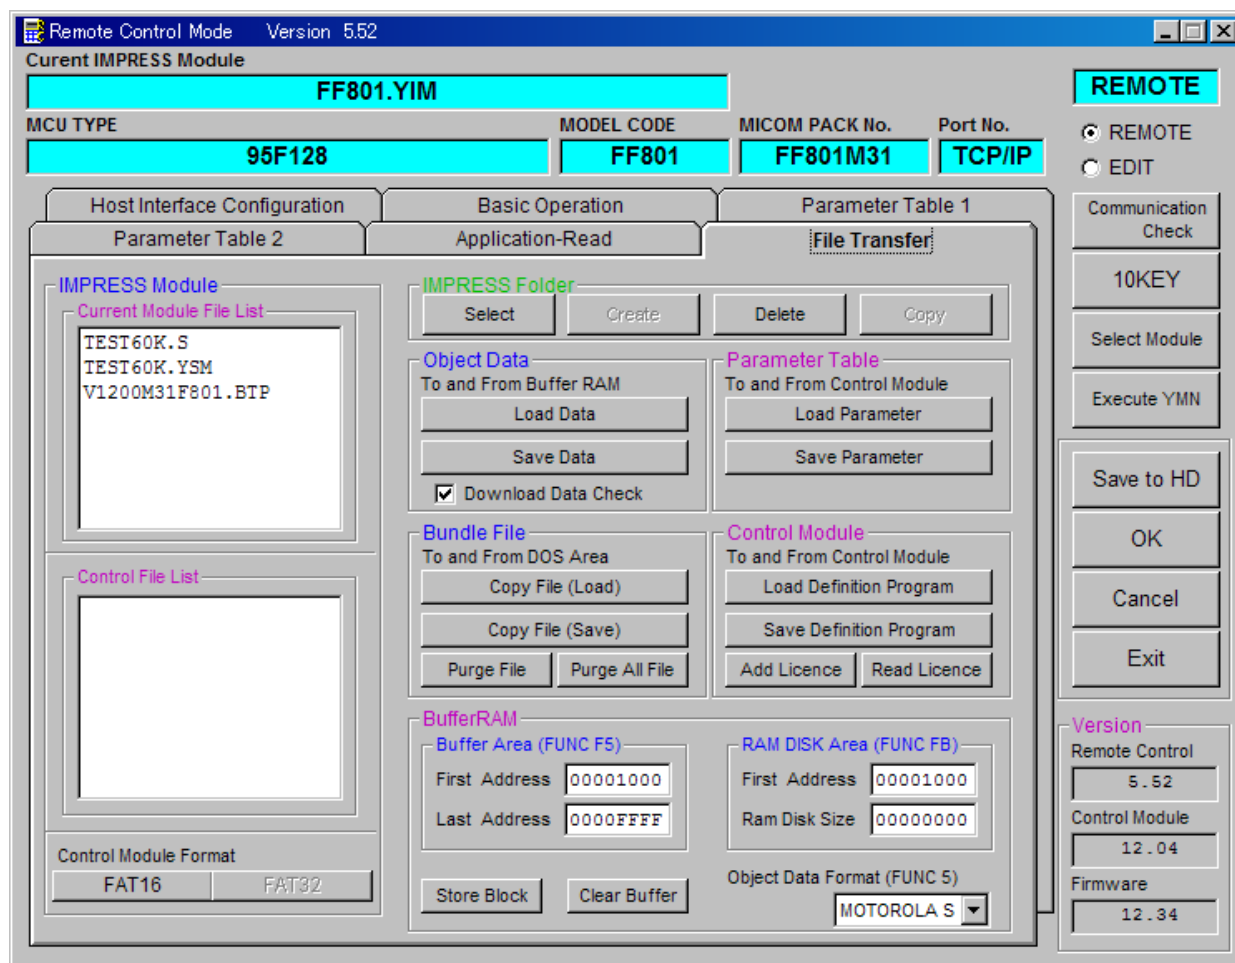 Remote Control Mode Version 5.52
Curent IMPRESS Module
FF801.YIM
MCU TYPE
MODEL CODE
MICOM PACK No.
Port No.
95F128
FF801
FF801M31
TCP/IP
REMOTE
REMOTE
EDIT
Host Interface Configuration
Basic Operation
Parameter Table 1
Parameter Table 2
Application-Read
File Transfer
IMPRESS Module
Current Module File List
TEST60K.S
TEST60K.YSM
V1200M31F801.BTP
Control File List
Control Module Format
FAT16
FAT32
IMPRESS Folder
Select
Create
Delete
Copy
Object Data
To and From Buffer RAM
Load Data
Save Data
Download Data Check
Parameter Table
To and From Control Module
Load Parameter
Save Parameter
Bundle File
To and From DOS Area
Copy File (Load)
Copy File (Save)
Purge File
Purge All File
Control Module
To and From Control Module
Load Definition Program
Save Definition Program
Add Licence
Read Licence
BufferRAM
Buffer Area (FUNC F5)
First Address 00001000
Last Address 0000FFFF
RAM DISK Area (FUNC FB)
First Address 00001000
Ram Disk Size 00000000
Store Block
Clear Buffer
Object Data Format (FUNC 5)
MOTOROLA S
Communication
Check
10KEY
Select Module
Execute YMN
Save to HD
OK
Cancel
Exit
Version
Remote Control
5.52
Control Module
12.04
Firmware
12.34